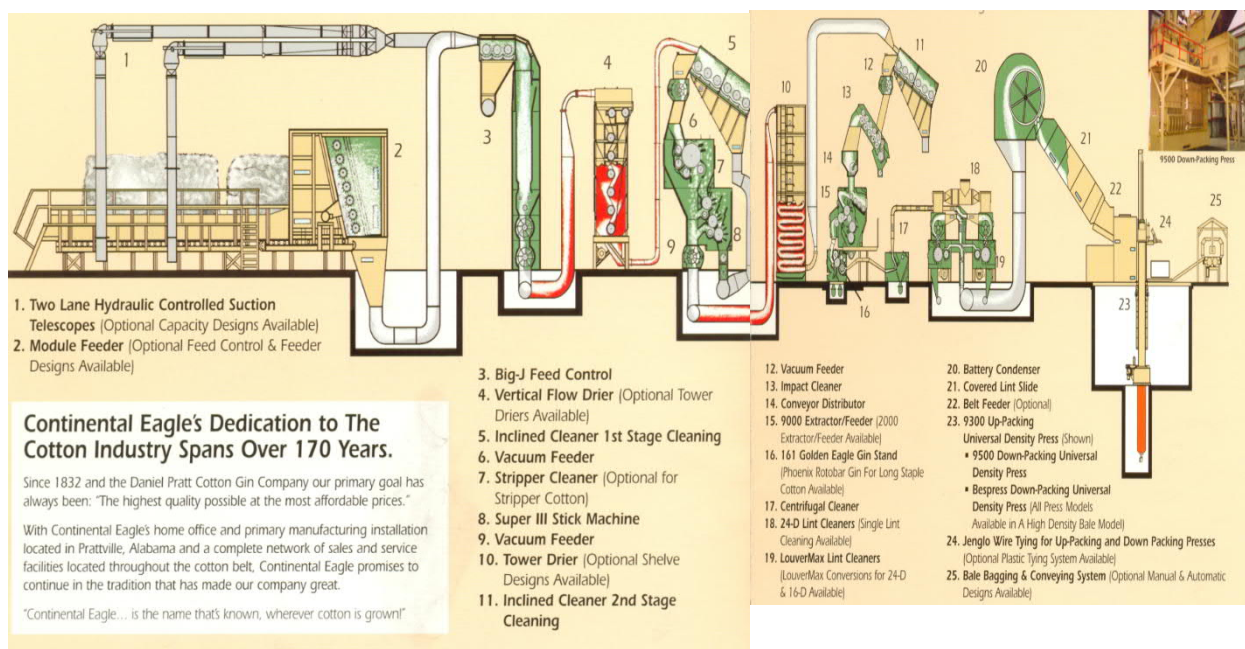 1
2
3
4
5
6
7
8
9
10
11
12
13
14
15
16
17
18
19
20
21
22
23
24
25
9500 Down-Packing Press
1. Two Lane Hydraulic Controlled Suction
Telescopes (Optional Capacity Designs Available)
2. Module Feeder (Optional Feed Control & Feeder
Designs Available)
Continental Eagle's Dedication to The
Cotton Industry Spans Over 170 Years.
Since 1832 and the Daniel Pratt Cotton Gin Company our primary goal has
always been: "The highest quality possible at the most affordable prices."
With Continental Eagle's home office and primary manufacturing installation
located in Prattville, Alabama and a complete network of sales and service
facilities located throughout the cotton belt, Continental Eagle promises to
continue in the tradition that has made our company great.
"Continental Eagle... is the name that's known, wherever cotton is grown!"
3. Big-J Feed Control
4. Vertical Flow Drier (Optional Tower
Driers Available)
5. Inclined Cleaner 1st Stage Cleaning
6. Vacuum Feeder
7. Stripper Cleaner (Optional for
Stripper Cotton)
8. Super III Stick Machine
9. Vacuum Feeder
10. Tower Drier (Optional Shelve
Designs Available)
11. Inclined Cleaner 2nd Stage
Cleaning
12. Vacuum Feeder
13. Impact Cleaner
14. Conveyor Distributor
15. 9000 Extractor/Feeder (2000
Extractor/Feeder Available)
16. 161 Golden Eagle Gin Stand
(Phoenix Rotobar Gin For Long Staple
Cotton Available)
17. Centrifugal Cleaner
18. 24-D Lint Cleaners (Single Lint
Cleaning Available)
19. LouverMax Lint Cleaners
(LouverMax Conversions for 24-D
& 16-D Available)
20. Battery Condenser
21. Covered Lint Slide
22. Belt Feeder (Optional)
23. 9300 Up-Packing
Universal Density Press (Shown)
• 9500 Down-Packing Universal
Density Press
• Bespress Down-Packing Universal
Density Press (All Press Models
Available in A High Density Bale Model)
24. Jenglo Wire Tying for Up-Packing and Down Packing Presses
(Optional Plastic Tying System Available)
25. Bale Bagging & Conveying System (Optional Manual & Automatic
Designs Available)